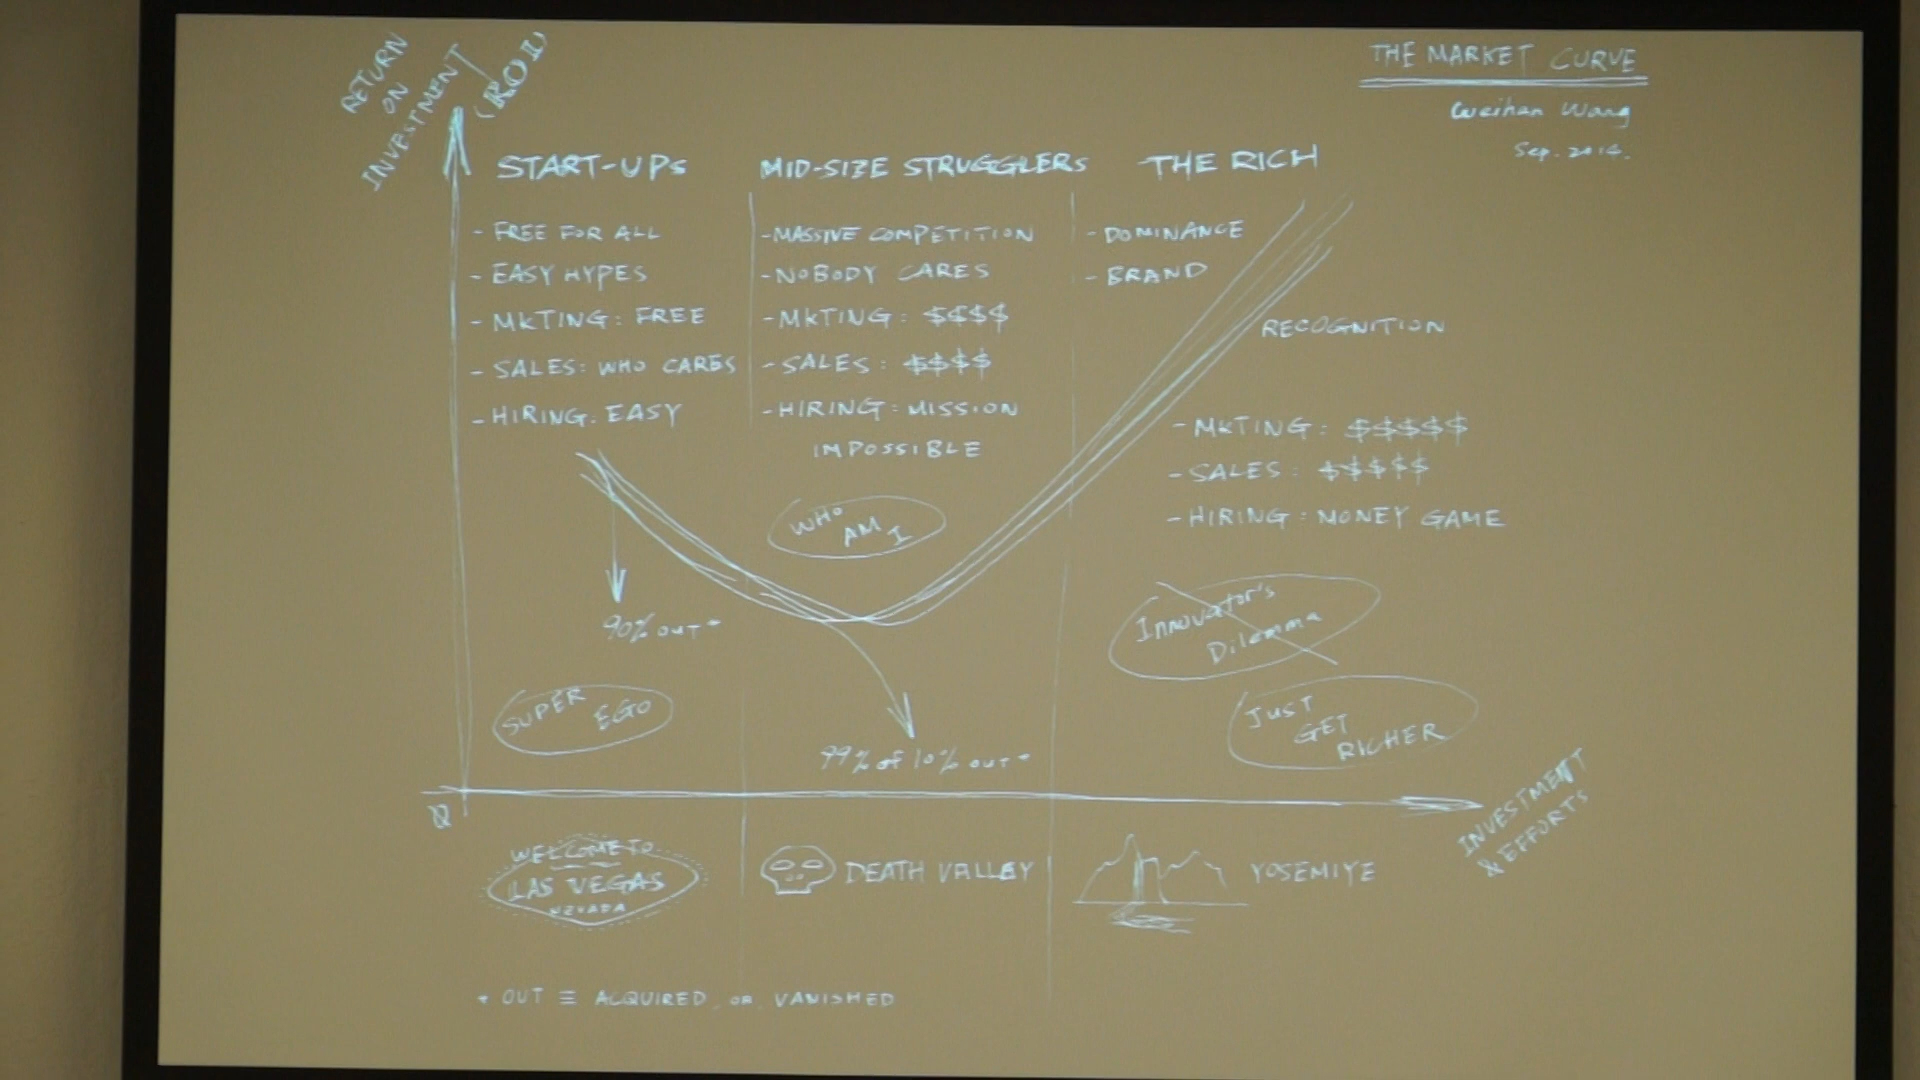 THE MARKET CURVE
Weihan Wang
Sep. 2014.
RETURN
ON
INVESTMENT
(ROI)
START-UPS
- FREE FOR ALL
- EASY HYPES
- MKTING: FREE
- SALES: WHO CARES
- HIRING: EASY
90% OUT*
SUPER
EGO
MID-SIZE STRUGGLERS
- MASSIVE COMPETITION
- NOBODY CARES
- MKTING: $$$$
- SALES: $$$$
- HIRING: MISSION
IMPOSSIBLE
WHO
AM
I
99% of 10% OUT*
THE RICH
- DOMINANCE
- BRAND
RECOGNITION
- MKTING: $$$$$
- SALES: $$$$$
- HIRING: MONEY GAME
Innovator's
Dilemma
JUST
GET
RICHER
INVESTMENT
& EFFORTS
WELCOME TO
LAS VEGAS
NEVADA
DEATH VALLEY
YOSEMIYE
* OUT ≡ ACQUIRED, OR, VANISHED